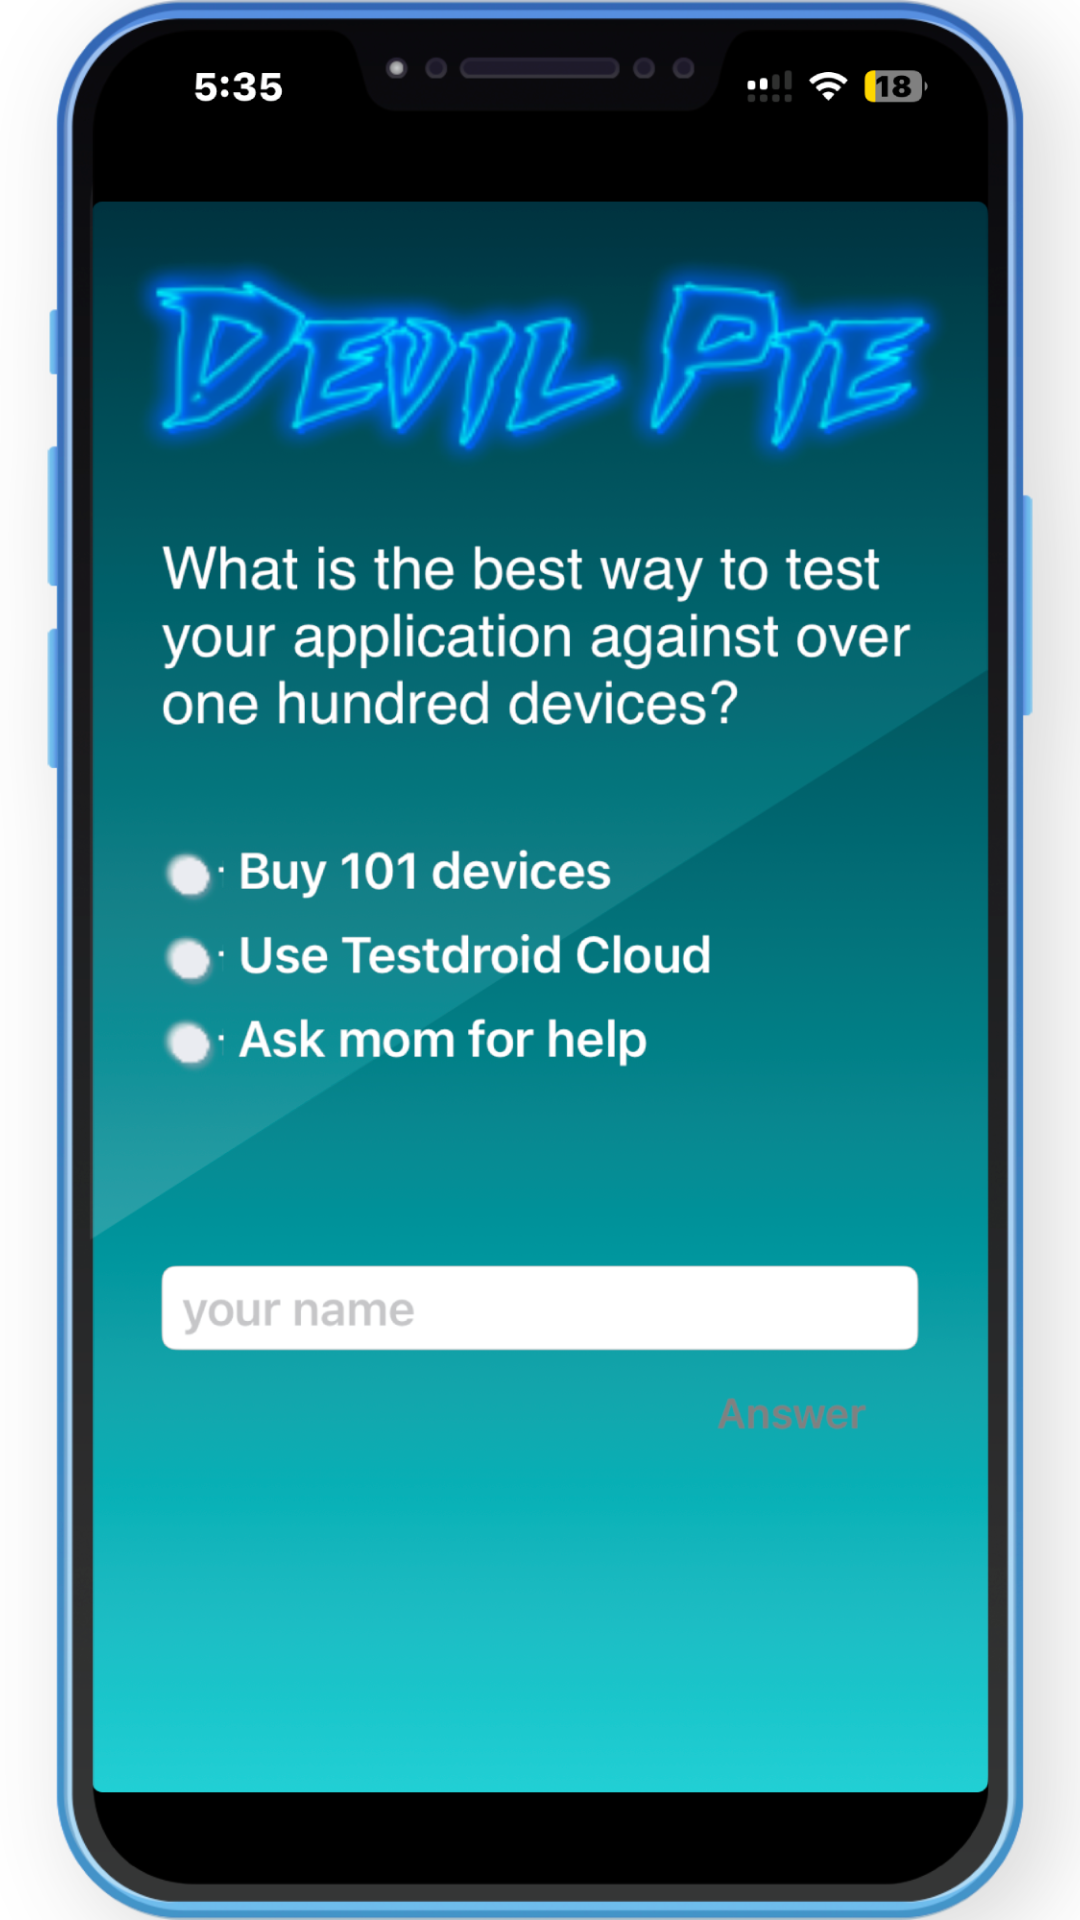 5:35
18
DEVIL PIE
What is the best way to test
your application against over
one hundred devices?
Buy 101 devices
Use Testdroid Cloud
Ask mom for help
your name
Answer